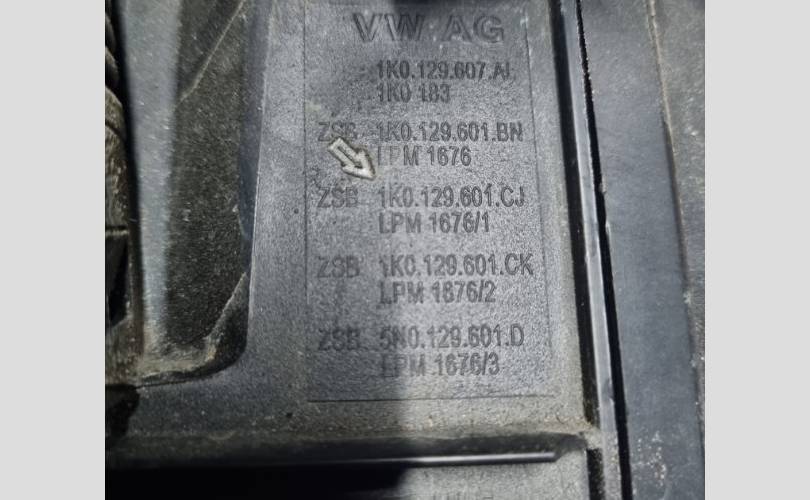 VW AG
1K0.129.607.AL
1K0 183
ZSB 1K0.129.601.BN
LPM 1676
ZSB 1K0.129.601.CJ
LPM 1676/1
ZSB 1K0.129.601.CK
LPM 1676/2
ZSB 5N0.129.601.D
LPM 1676/3